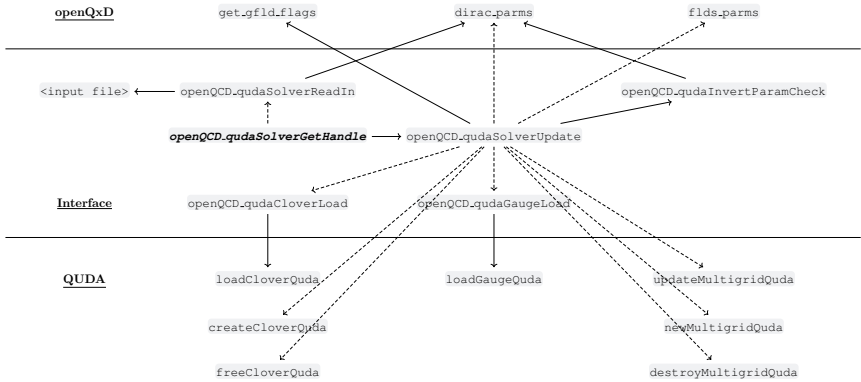 openQxD get_gfld_flags dirac_parms flds_parms
<input file> openQCD_qudaSolverReadIn openQCD_qudaInvertParamCheck
openQCD_qudaSolverGetHandle openQCD_qudaSolverUpdate
Interface openQCD_qudaCloverLoad openQCD_qudaGaugeLoad
QUDA loadCloverQuda loadGaugeQuda updateMultigridQuda
createCloverQuda newMultigridQuda
freeCloverQuda destroyMultigridQuda